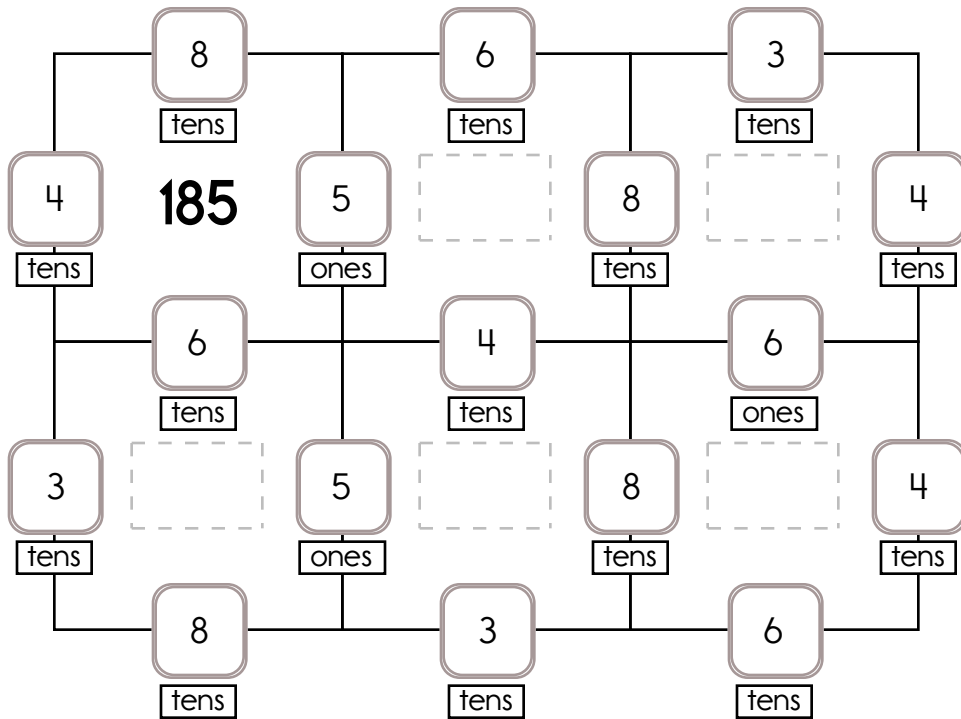 8 6 3
tens tens tens
4 185 5 8 4
tens ones tens tens
6 4 6
tens tens ones
3 5 8 4
tens ones tens tens
8 3 6
tens tens tens